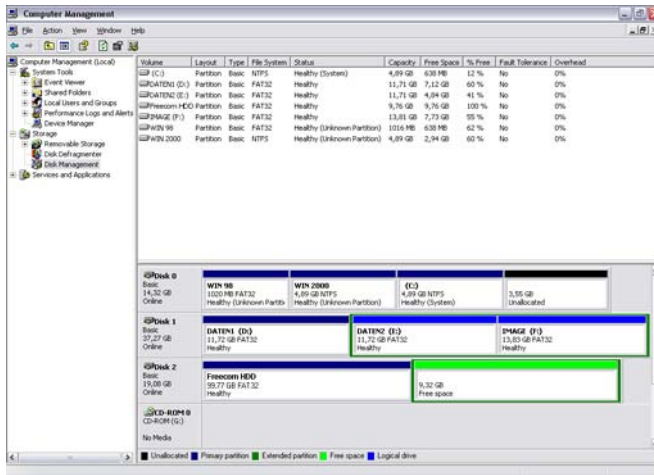 Computer Management
File Action View Window Help
Computer Management (Local)
System Tools
Event Viewer
Shared Folders
Local Users and Groups
Performance Logs and Alerts
Device Manager
Storage
Removable Storage
Disk Defragmenter
Disk Management
Services and Applications
Volume Layout Type File System Status Capacity Free Space % Free Fault Tolerance Overhead
(C:) Partition Basic NTFS Healthy (System) 4,89 GB 638 MB 12 % No 0%
DATEN1 (D:) Partition Basic FAT32 Healthy 11,71 GB 7,12 GB 60 % No 0%
DATEN2 (E:) Partition Basic FAT32 Healthy 11,71 GB 4,84 GB 41 % No 0%
Freecom HDD Partition Basic FAT32 Healthy 9,76 GB 9,76 GB 100 % No 0%
IMAGE (F:) Partition Basic FAT32 Healthy 13,81 GB 7,73 GB 55 % No 0%
WIN 98 Partition Basic FAT32 Healthy (Unknown Partition) 1016 MB 638 MB 62 % No 0%
WIN 2000 Partition Basic NTFS Healthy (Unknown Partition) 4,89 GB 2,94 GB 60 % No 0%
Disk 0
Basic
14,32 GB
Online
WIN 98
1020 MB FAT32
Healthy (Unknown Partiti
WIN 2000
4,89 GB NTFS
Healthy (Unknown Partition)
(C:)
4,89 GB NTFS
Healthy (System)
3,55 GB
Unallocated
Disk 1
Basic
37,27 GB
Online
DATEN1 (D:)
11,72 GB FAT32
Healthy
DATEN2 (E:)
11,72 GB FAT32
Healthy
IMAGE (F:)
13,83 GB FAT32
Healthy
Disk 2
Basic
19,08 GB
Online
Freecom HDD
GB FAT32
Healthy
9,32 GB
Free space
CD-ROM 0
CD-ROM (G:)
No Media
Unallocated Primary partition Extended partition Free space Logical drive